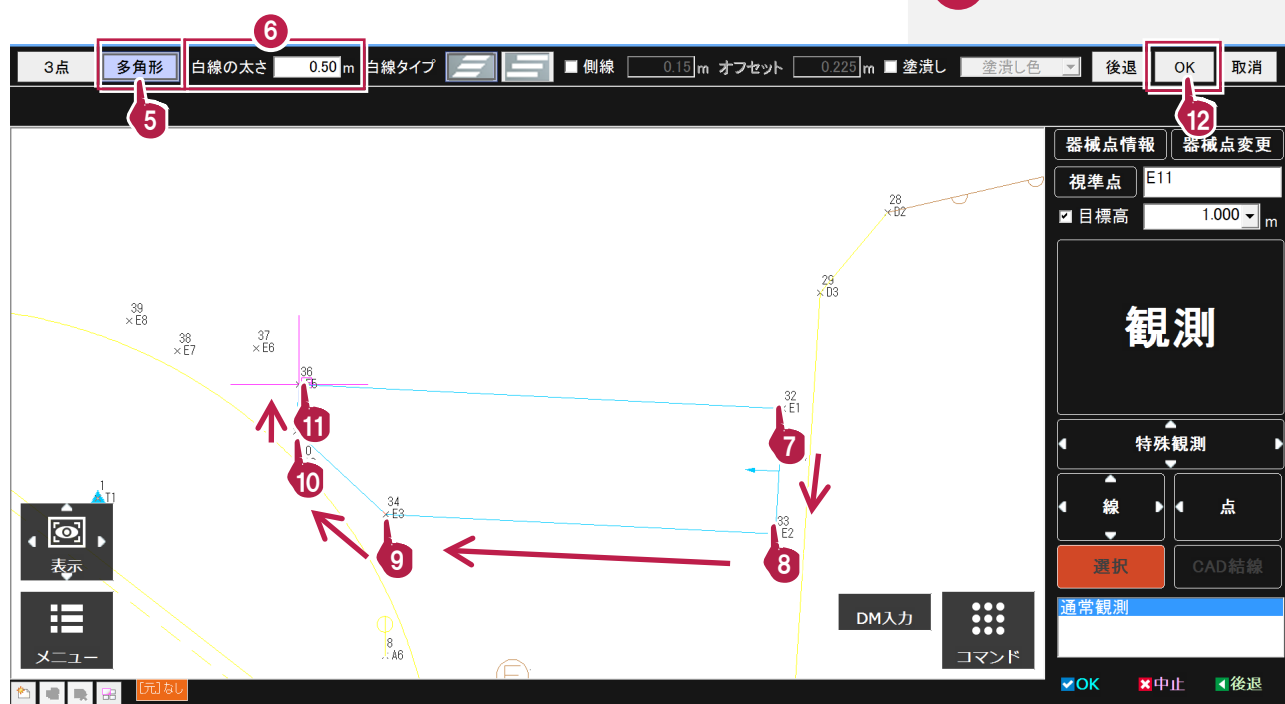 6
3点 多角形 白線の太さ 0.50 m 白線タイプ 側線 0.15 m オフセット 0.225 m 塗潰し 塗潰し色 後退 OK 取消
5
12
器械点情報 器械点変更
視準点 E11
目標高 1.000 m
観測
特殊観測
線 点
選択 CAD結線
通常観測
OK 中止 後退
28
D2
29
D3
39
E8
38
E7
37
E6
36
32
E1
11
7
10
34
E3
33
E2
9
8
1
T1
表示
メニュー
8
A6
E
DM入力
コマンド
[元]なし